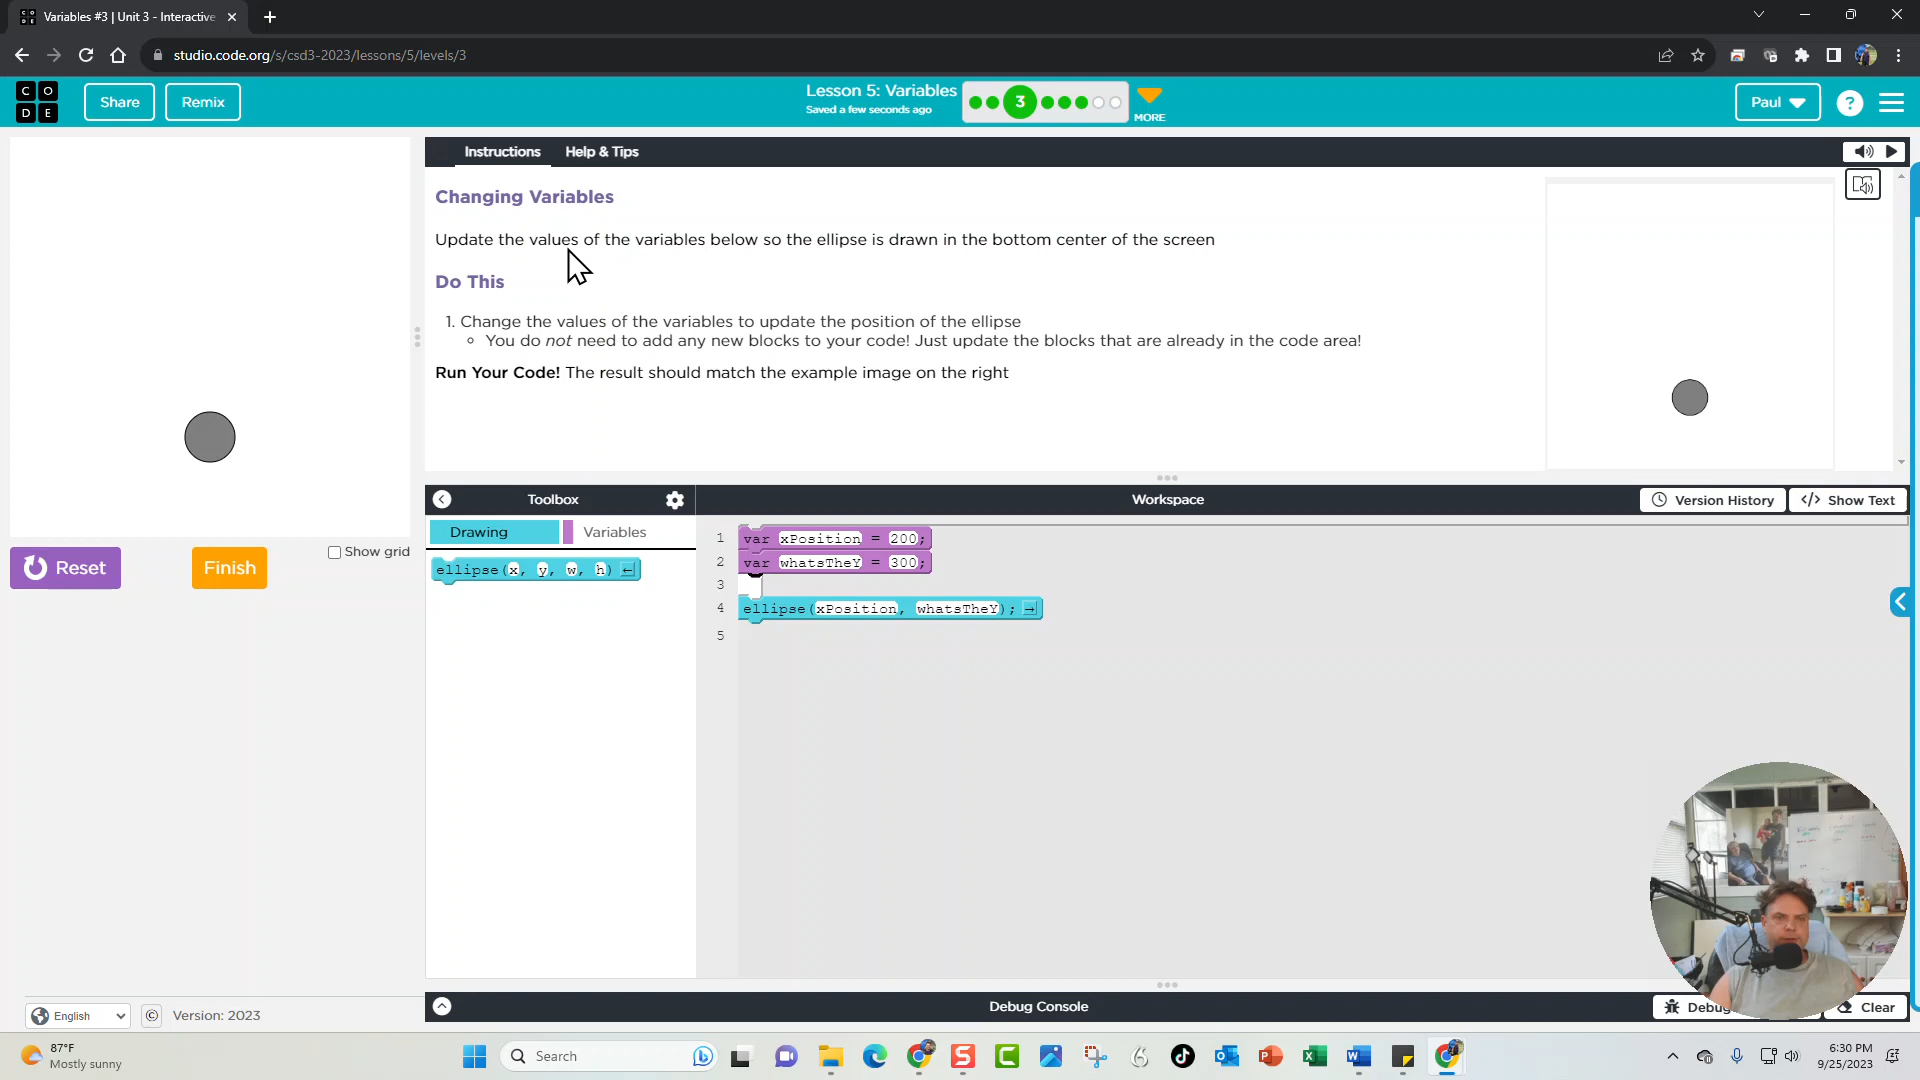 Variables #3 | Unit 3 - Interactive
studio.code.org/s/csd3-2023/lessons/5/levels/3
C O
D E
Share
Remix
Lesson 5: Variables
Saved a few seconds ago
3
MORE
Paul
?
Instructions
Help & Tips
Changing Variables
Update the values of the variables below so the ellipse is drawn in the bottom center of the screen
Do This
1. Change the values of the variables to update the position of the ellipse
You do not need to add any new blocks to your code! Just update the blocks that are already in the code area!
Run Your Code! The result should match the example image on the right
Reset
Finish
Show grid
Toolbox
Workspace
Version History
</> Show Text
Drawing
Variables
ellipse(x, y, w, h) ←
1 var xPosition = 200;
2 var whatsTheY = 300;
3
4 ellipse(xPosition, whatsTheY); →
5
Debug Console
Debug
Clear
English
©
Version: 2023
87°F
Mostly sunny
Search
6:30 PM
9/25/2023